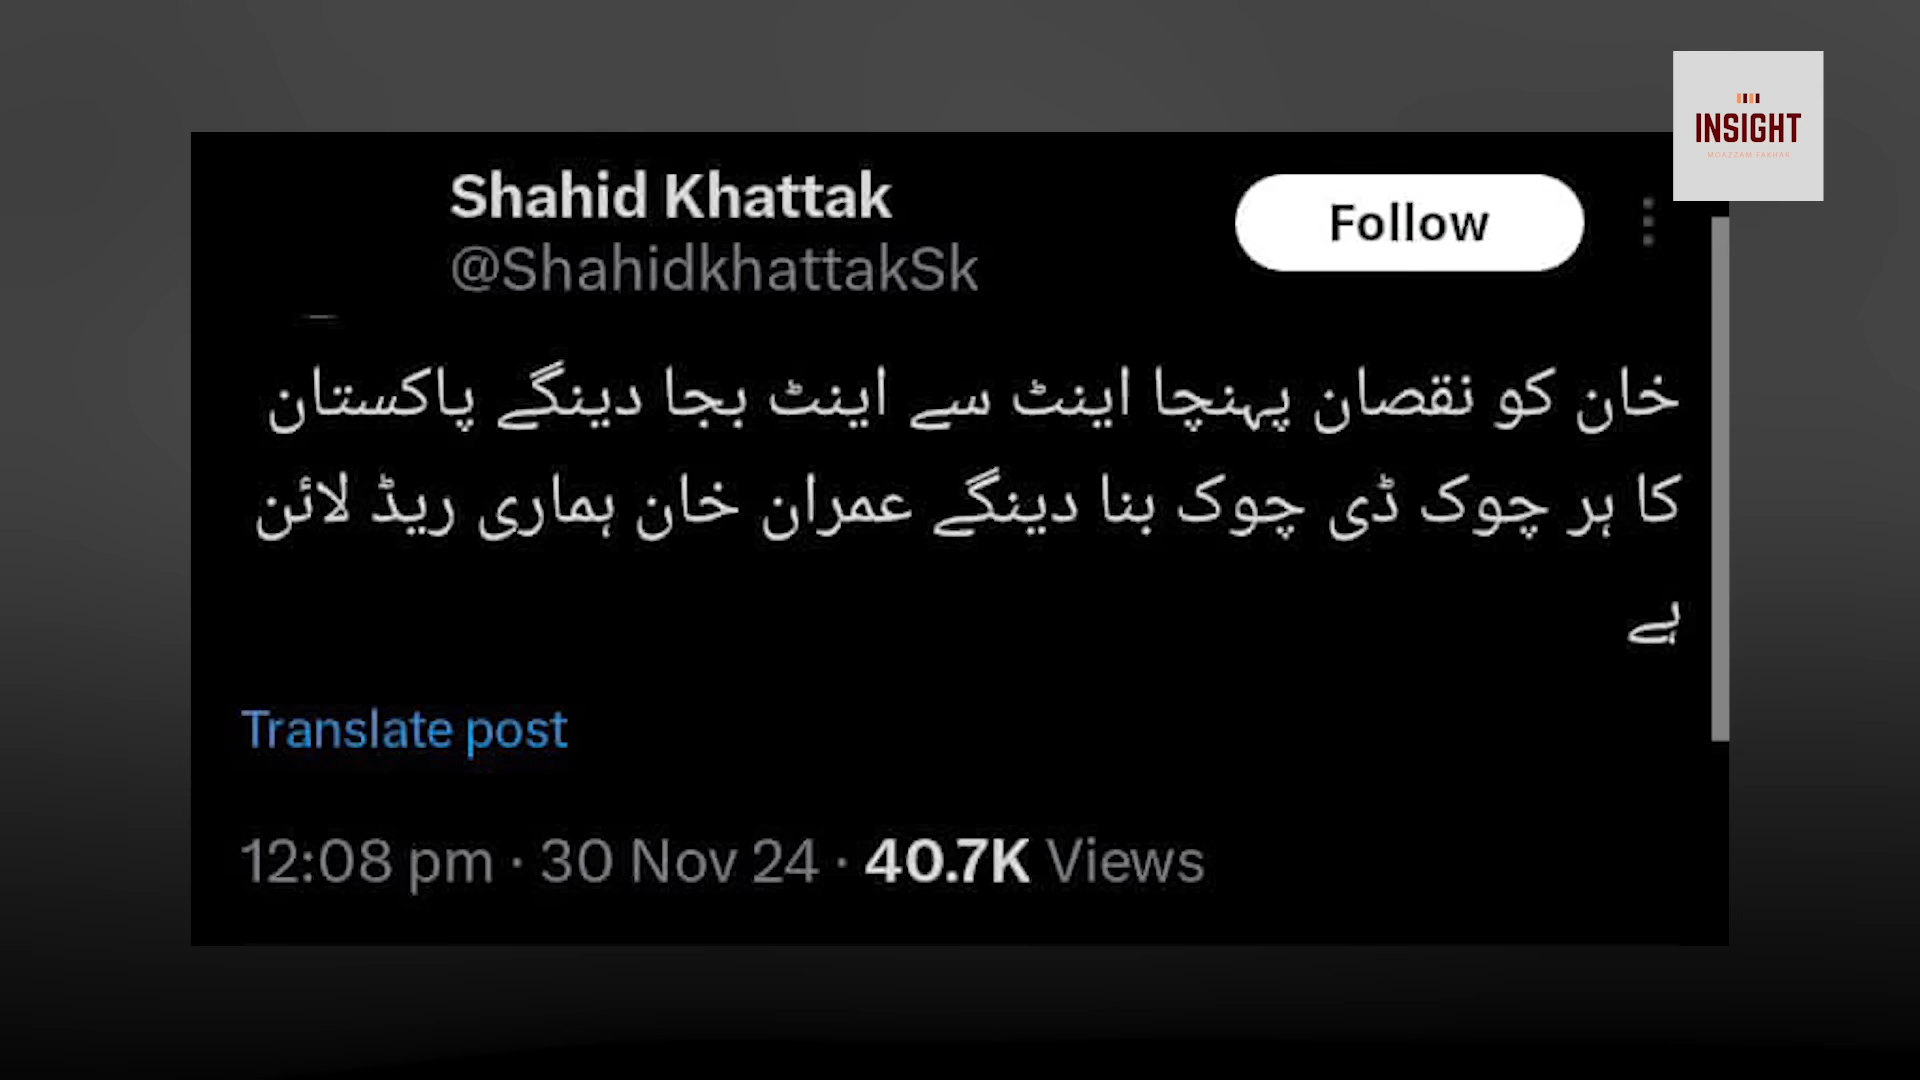 INSIGHT
MOAZZAM FAKHAR
Shahid Khattak
@ShahidkhattakSk
Follow
خان کو نقصان پہنچا اینٹ سے اینٹ بجا دینگے پاکستان
کا ہر چوک ڈی چوک بنا دینگے عمران خان ہماری ریڈ لائن
ہے
Translate post
12:08 pm · 30 Nov 24 · 40.7K Views